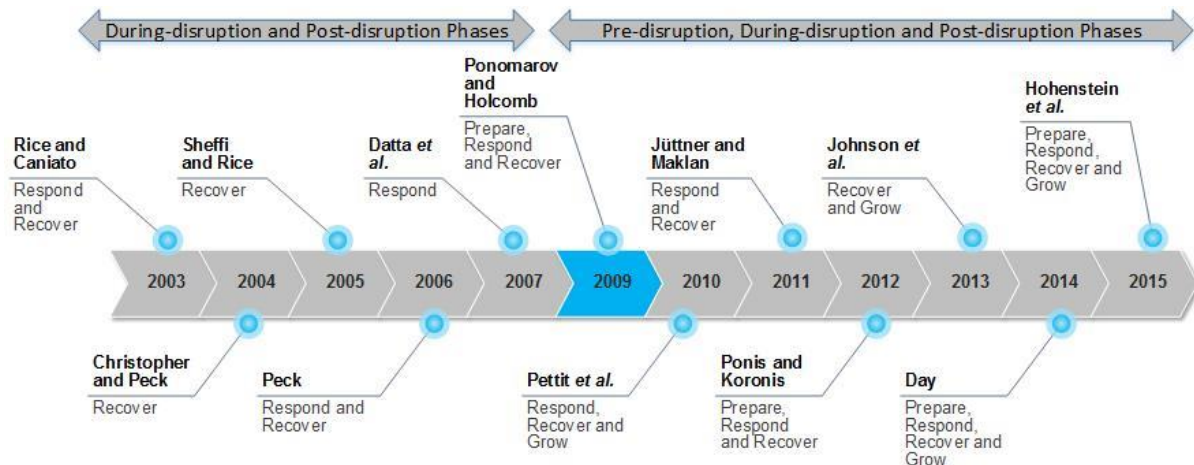 During-disruption and Post-disruption Phases
Pre-disruption, During-disruption and Post-disruption Phases
Rice and
Caniato
Respond
and
Recover
Sheffi
and Rice
Recover
Datta et
al.
Respond
Ponomarov
and
Holcomb
Prepare,
Respond
and Recover
Jüttner and
Maklan
Respond
and
Recover
Johnson et
al.
Recover
and Grow
Hohenstein
et al.
Prepare,
Respond,
Recover and
Grow
2003
2004
2005
2006
2007
2009
2010
2011
2012
2013
2014
2015
Christopher
and Peck
Recover
Peck
Respond and
Recover
Pettit et al.
Respond,
Recover and
Grow
Ponis and
Koronis
Prepare,
Respond
and Recover
Day
Prepare,
Respond,
Recover and
Grow